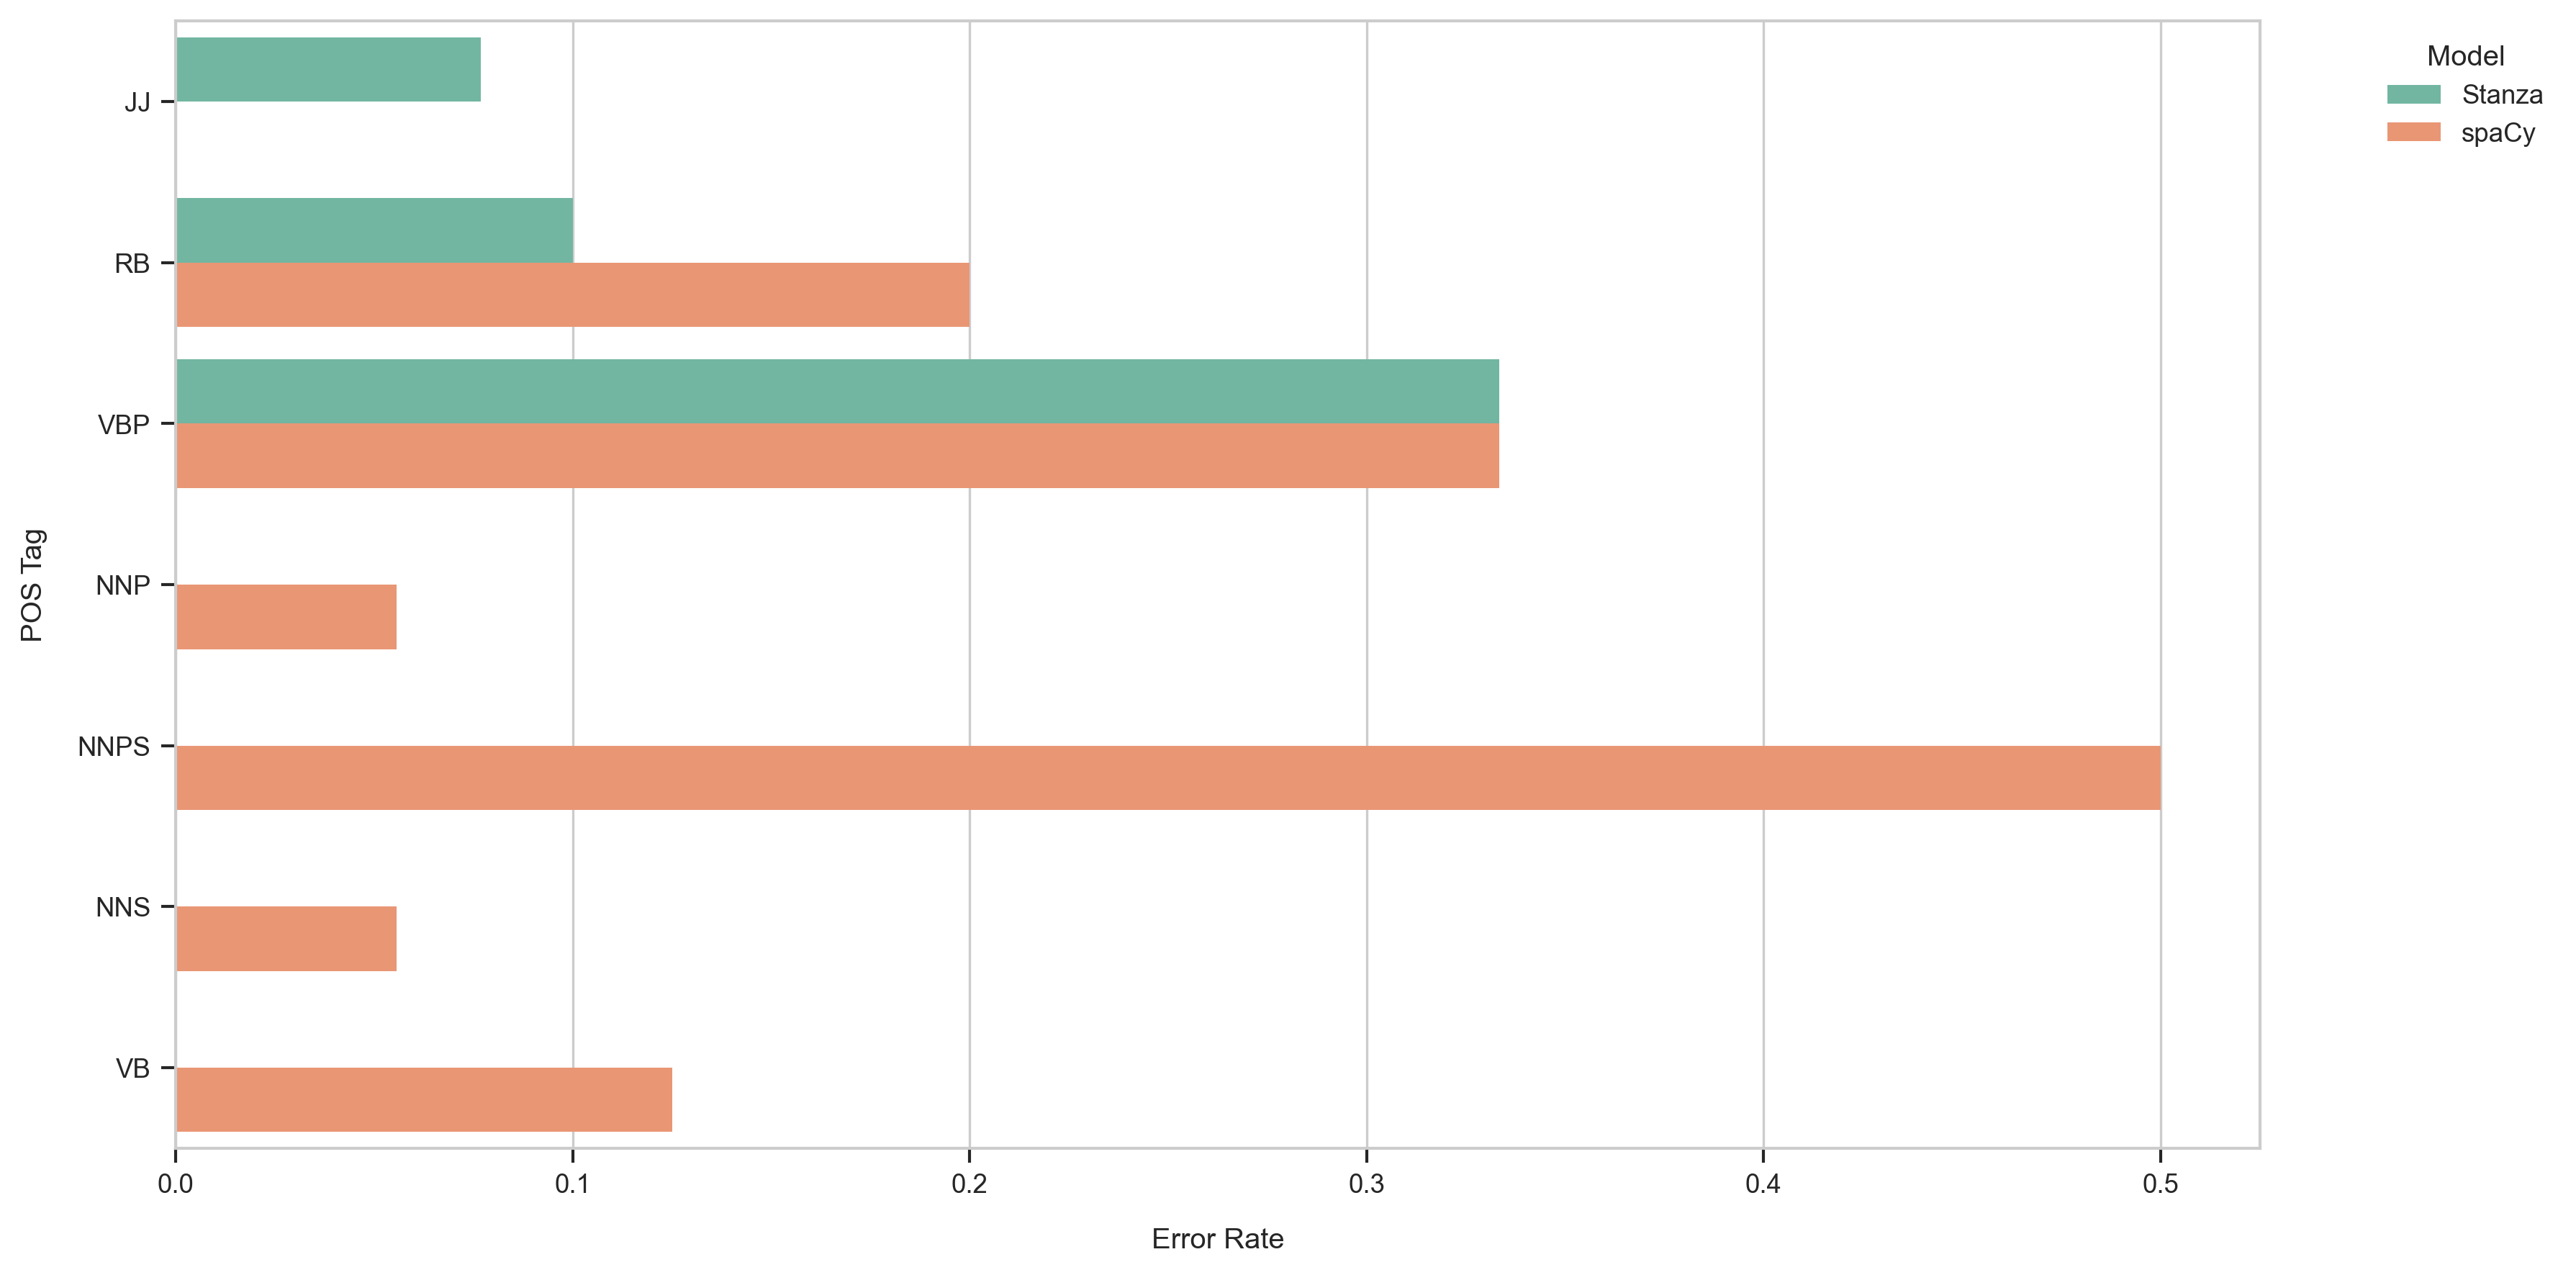 Model
Stanza
spaCy
POS Tag
JJ
RB
VBP
NNP
NNPS
NNS
VB
0.0 0.1 0.2 0.3 0.4 0.5
Error Rate